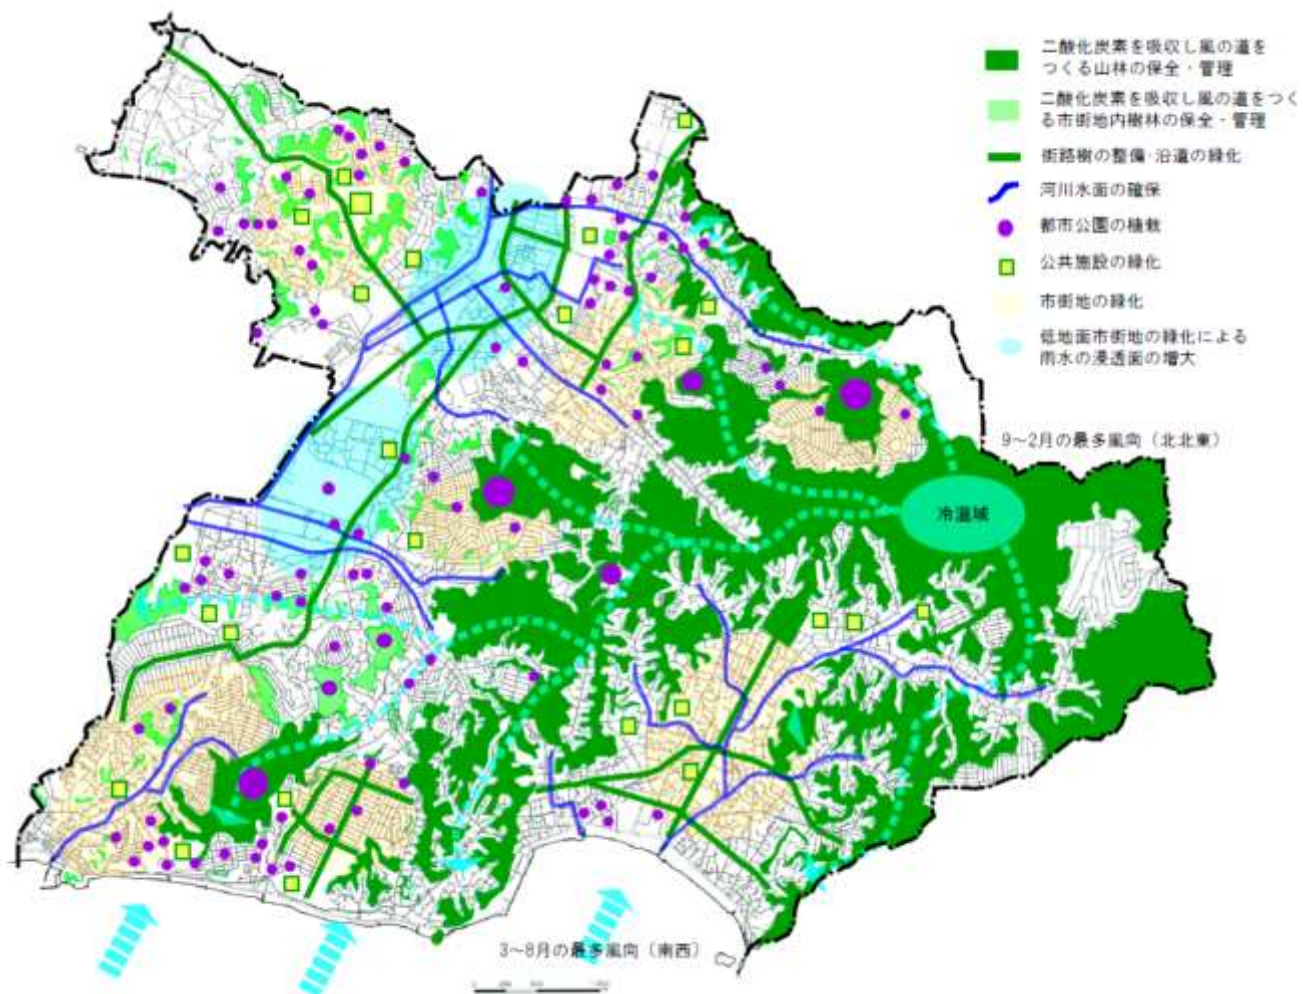 二酸化炭素を吸収し風の道を
つくる山林の保全・管理
二酸化炭素を吸収し風の道をつく
る市街地内樹林の保全・管理
街路樹の整備・沿道の緑化
河川水面の確保
都市公園の植栽
公共施設の緑化
市街地の緑化
低地面市街地の緑化による
雨水の浸透面の増大
9～2月の最多風向（北北東）
冷温域
3～8月の最多風向（南西）